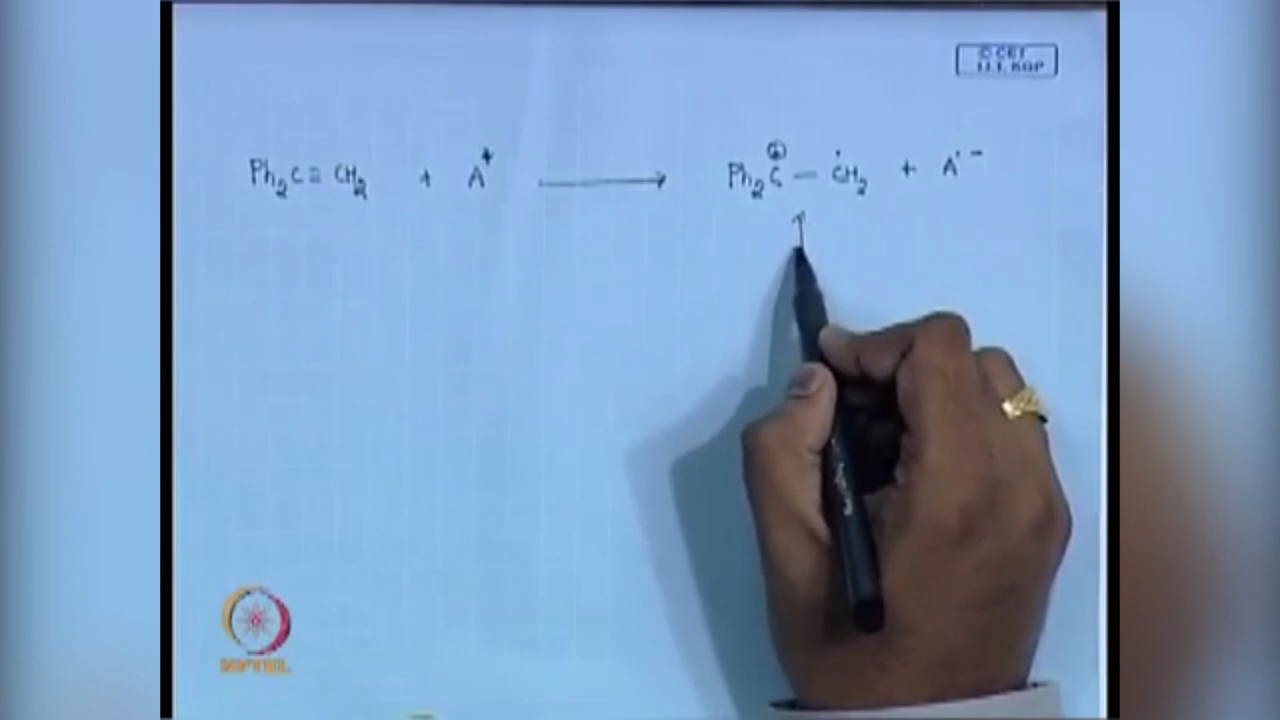 © CET
I.I.T. KGP
Ph₂C=CH₂ + A* ⟶ Ph₂C⊕–ĊH₂ + A·⁻
NPTEL